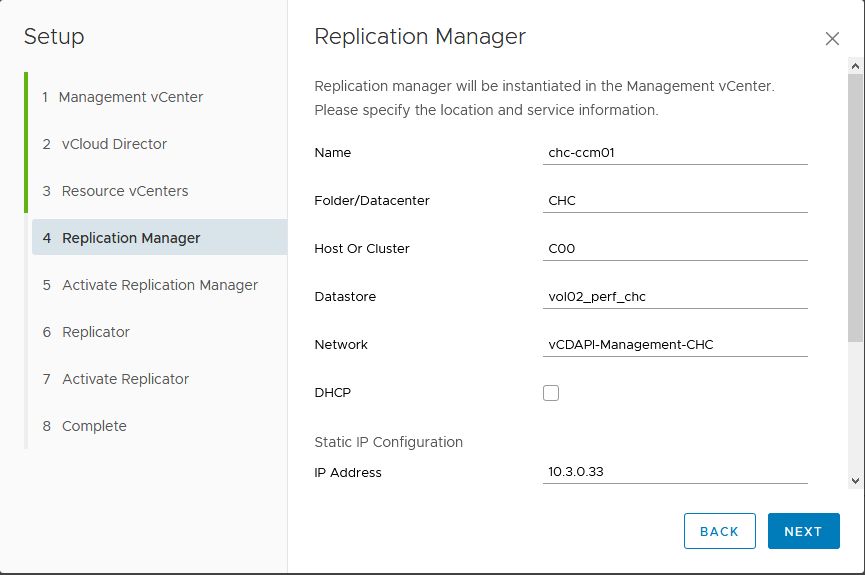 Setup
1 Management vCenter
2 vCloud Director
3 Resource vCenters
4 Replication Manager
5 Activate Replication Manager
6 Replicator
7 Activate Replicator
8 Complete
Replication Manager
Replication manager will be instantiated in the Management vCenter.
Please specify the location and service information.
Name chc-ccm01
Folder/Datacenter CHC
Host Or Cluster C00
Datastore vol02_perf_chc
Network vCDAPI-Management-CHC
DHCP
Static IP Configuration
IP Address 10.3.0.33
BACK NEXT